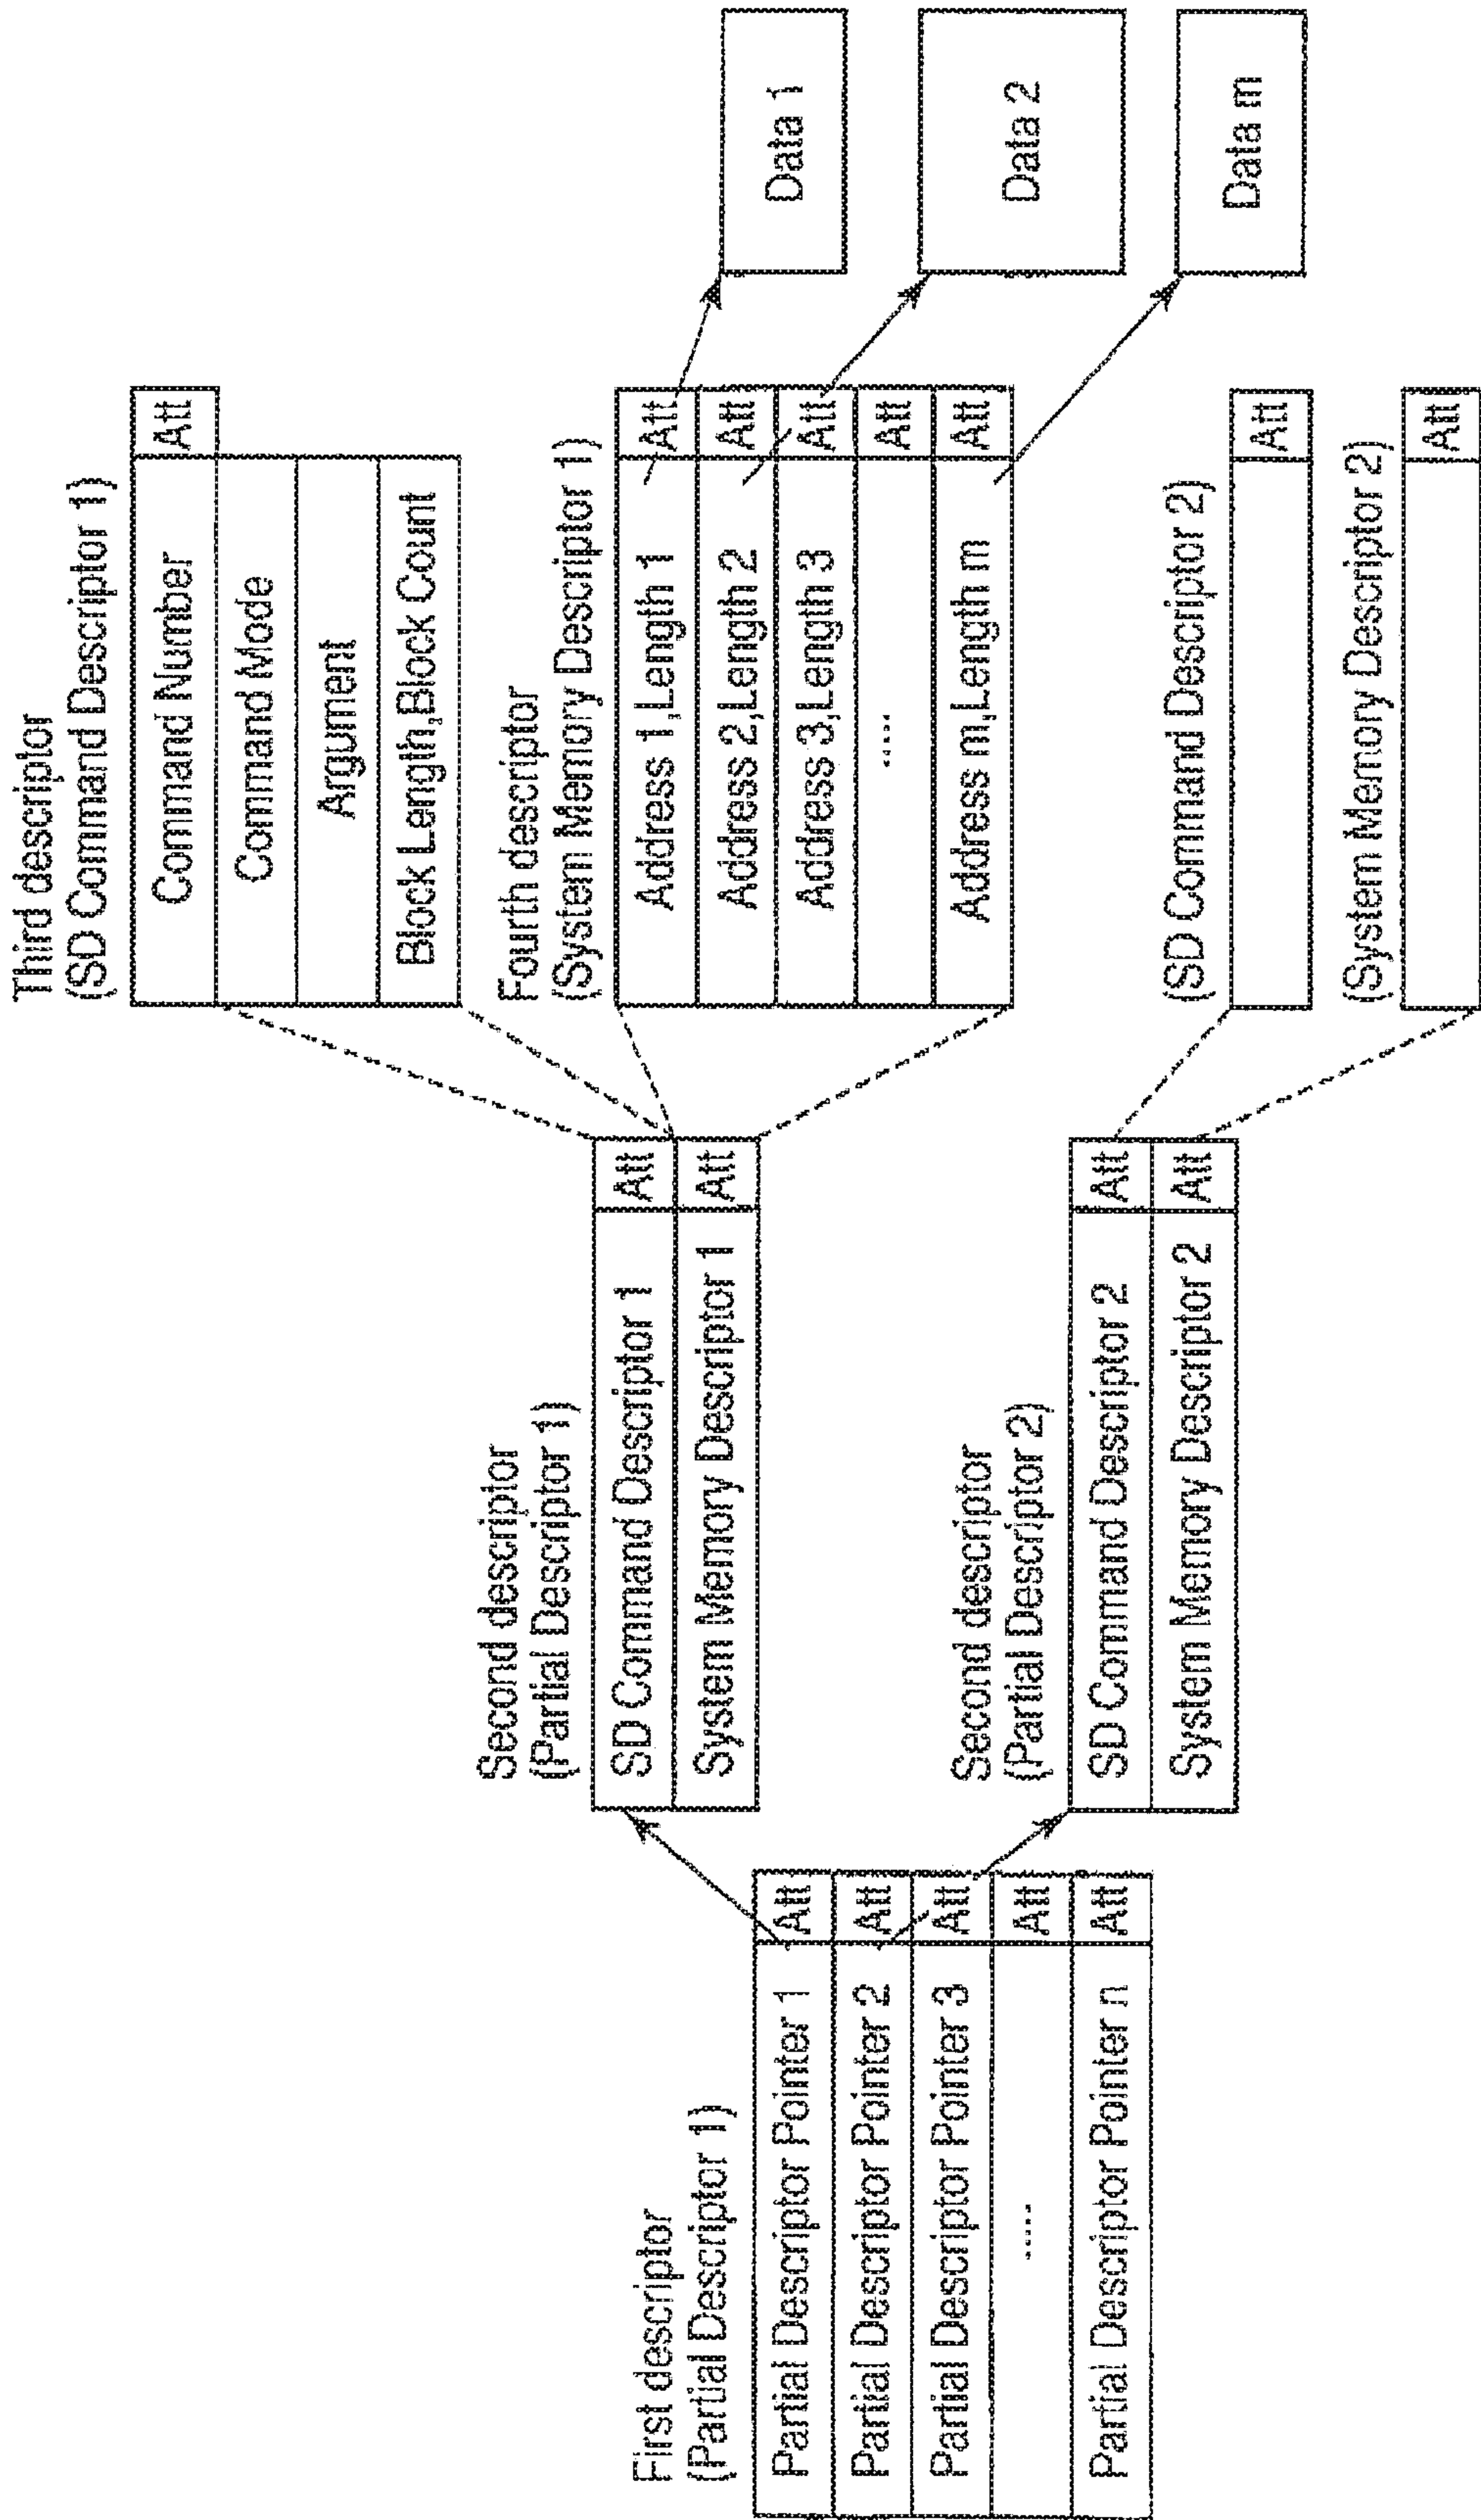 First descriptor
(Partial Descriptor 1)
Partial Descriptor Pointer 1 Att
Partial Descriptor Pointer 2 Att
Partial Descriptor Pointer 3 Att
..... Att
Partial Descriptor Pointer n Att
Second descriptor
(Partial Descriptor 1)
SD Command Descriptor 1 Att
System Memory Descriptor 1 Att
Second descriptor
(Partial Descriptor 2)
SD Command Descriptor 2 Att
System Memory Descriptor 2 Att
Third descriptor
(SD Command Descriptor 1)
Command Number Att
Command Mode
Argument
Block Length,Block Count
Fourth descriptor
(System Memory Descriptor 1)
Address 1,Length 1 Att
Address 2,Length 2 Att
Address 3,Length 3 Att
..... Att
Address m,Length m Att
(SD Command Descriptor 2)
Att
(System Memory Descriptor 2)
Att
Data 1
Data 2
Data m